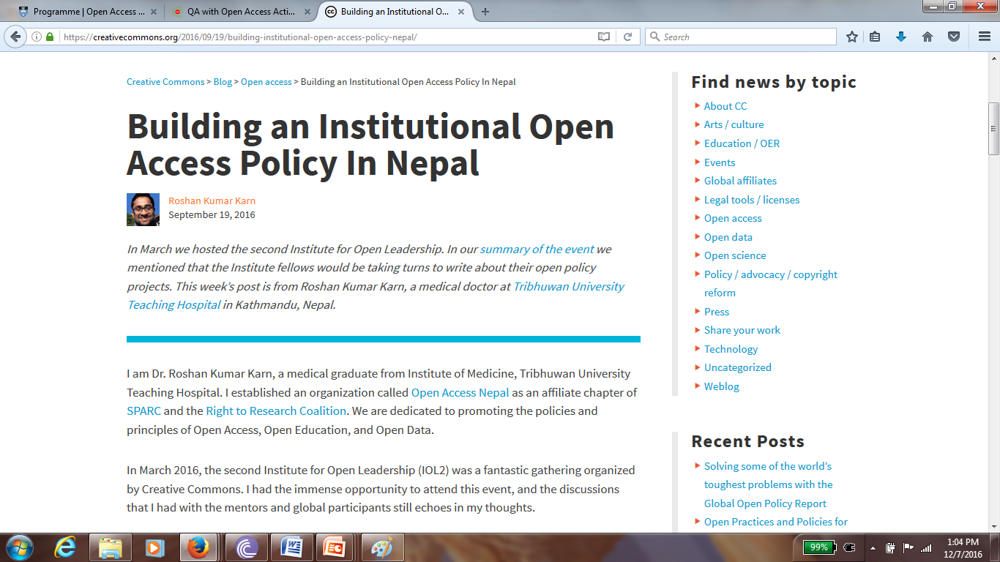 Programme | Open Access ...
QA with Open Access Acti...
Building an Institutional O...
https://creativecommons.org/2016/09/19/building-institutional-open-access-policy-nepal/
Search
Creative Commons > Blog > Open access > Building an Institutional Open Access Policy In Nepal
Building an Institutional Open
Access Policy In Nepal
Roshan Kumar Karn
September 19, 2016
In March we hosted the second Institute for Open Leadership. In our summary of the event we
mentioned that the Institute fellows would be taking turns to write about their open policy
projects. This week's post is from Roshan Kumar Karn, a medical doctor at Tribhuwan University
Teaching Hospital in Kathmandu, Nepal.
I am Dr. Roshan Kumar Karn, a medical graduate from Institute of Medicine, Tribhuwan University
Teaching Hospital. I established an organization called Open Access Nepal as an affiliate chapter of
SPARC and the Right to Research Coalition. We are dedicated to promoting the policies and
principles of Open Access, Open Education, and Open Data.
In March 2016, the second Institute for Open Leadership (IOL2) was a fantastic gathering organized
by Creative Commons. I had the immense opportunity to attend this event, and the discussions
that I had with the mentors and global participants still echoes in my thoughts.
Find news by topic
About CC
Arts / culture
Education / OER
Events
Global affiliates
Legal tools / licenses
Open access
Open data
Open science
Policy / advocacy / copyright
reform
Press
Share your work
Technology
Uncategorized
Weblog
Recent Posts
Solving some of the world's
toughest problems with the
Global Open Policy Report
Open Practices and Policies for
99%
1:04 PM
12/7/2016